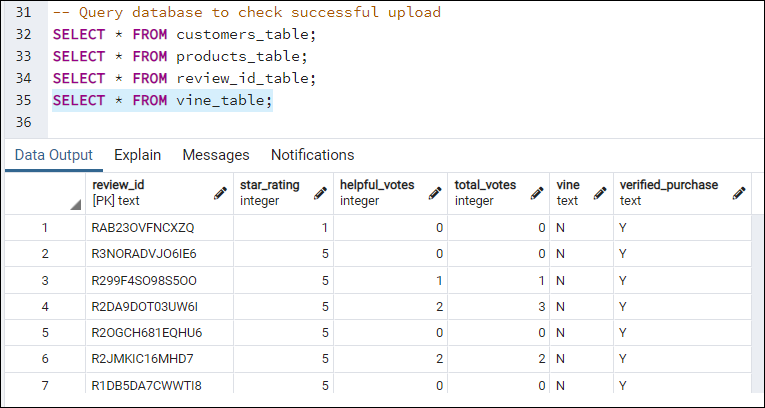 31 -- Query database to check successful upload
32 SELECT * FROM customers_table;
33 SELECT * FROM products_table;
34 SELECT * FROM review_id_table;
35 SELECT * FROM vine_table;
36
Data Output Explain Messages Notifications
review_id star_rating helpful_votes total_votes vine verified_purchase
[PK] text integer integer integer text text
1 RAB23OVFNCXZQ 1 0 0 N Y
2 R3NORADVJO6IE6 5 0 0 N Y
3 R299F4SO98S5OO 5 1 1 N Y
4 R2DA9DOT03UW6I 5 2 3 N Y
5 R2OGCH681EQHU6 5 0 0 N Y
6 R2JMKIC16MHD7 5 2 2 N Y
7 R1DB5DA7CWWTI8 5 0 0 N Y